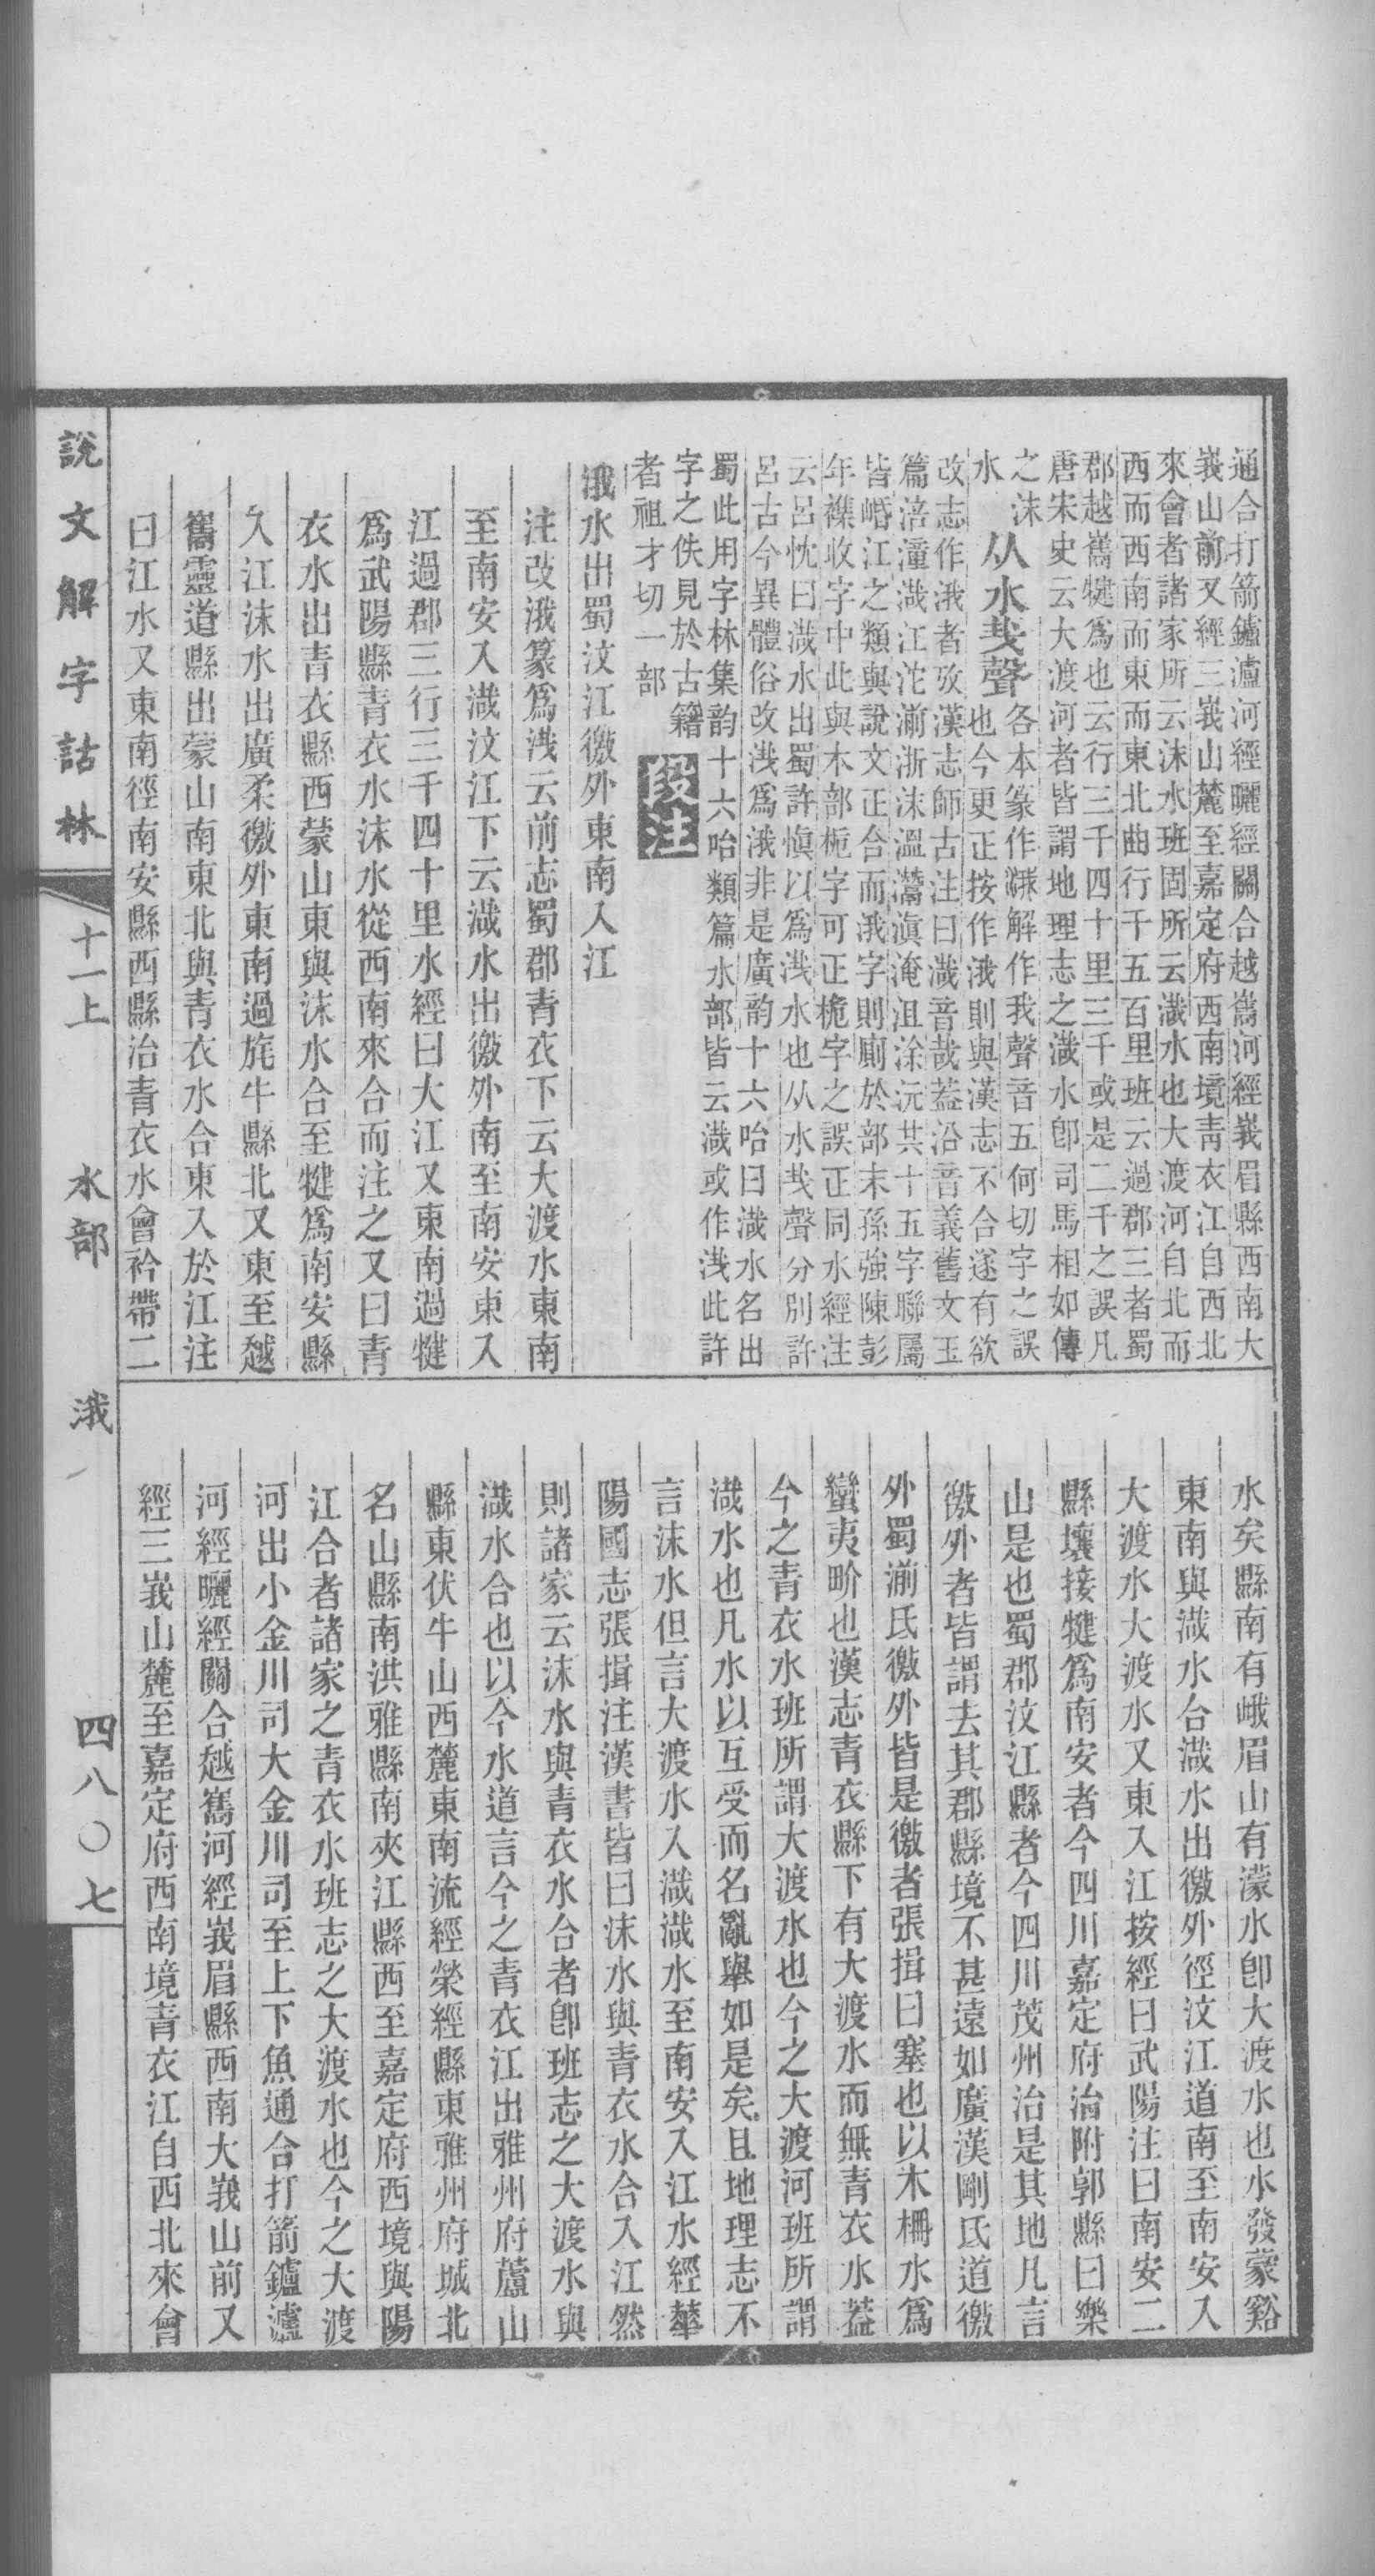 通合打箭鑪瀘河經曬經關合越嶲河經峩眉縣西南大
峩山前又經三峩山麓至嘉定府西南境青衣江自西北
來會者諸家所云沬水班固所云渽水也大渡河自北而
西而西南而東而東北曲行千五百里班云過郡三者蜀
郡越嶲犍爲也云行三千四十里三千或是二千之誤凡
唐宋史云大渡河者皆謂地理志之渽水卽司馬相如傳
之沬
水
从水𢦏聲
各本篆作涐解作我聲音五何切字之誤
也今更正按作涐則與漢志不合遂有欲
改志作涐者攷漢志師古注曰渽音哉葢沿音義舊文玉
篇涪潼渽江沱湔浙沬溫灊滇淹沮涂沅共十五字聯屬
皆㟭江之類與說文正合而涐字則廁於部末孫強陳彭
年襍收字中此與木部梔字可正桅字之誤正同水經注
云呂忱曰渽水出蜀許愼以爲浅水也从水𢦏聲分別許
呂古今異體俗改浅爲涐非是廣韵十六咍曰渽水名出
蜀此用字林集韵十六咍類篇水部皆云渽或作浅此許
字之佚見於古籍
者祖才切一部
段注
涐水出蜀汶江徼外東南入江
注改涐篆爲浅云前志蜀郡青衣下云大渡水東南
至南安入渽汶江下云渽水出徼外南至南安東入
江過郡三行三千四十里水經曰大江又東南過犍
爲武陽縣青衣水沬水從西南來合而注之又曰青
衣水出青衣縣西蒙山東與沬水合至犍爲南安縣
入江沬水出廣柔徼外東南過旄牛縣北又東至越
嶲靈道縣出蒙山南東北與青衣水合東入於江注
曰江水又東南徑南安縣西縣治青衣水會衿帶二
水矣縣南有峨眉山有濛水卽大渡水也水發蒙谿
東南與渽水合渽水出徼外徑汶江道南至南安入
大渡水大渡水又東入江按經曰武陽注曰南安二
縣壤接犍爲南安者今四川嘉定府治附郭縣曰樂
山是也蜀郡汶江縣者今四川茂州治是其地凡言
徼外者皆謂去其郡縣境不甚遠如廣漢剛氐道徼
外蜀湔氐徼外皆是徼者張揖曰塞也以木柵水爲
蠻夷畍也漢志青衣縣下有大渡水而無青衣水葢
今之青衣水班所謂大渡水也今之大渡河班所謂
渽水也凡水以互受而名亂舉如是矣且地理志不
言沬水但言大渡水入渽渽水至南安入江水經華
陽國志張揖注漢書皆曰沬水與青衣水合入江然
則諸家云沬水與青衣水合者卽班志之大渡水與
渽水合也以今水道言今之青衣江出雅州府蘆山
縣東伏牛山西麓東南流經榮經縣東雅州府城北
名山縣南洪雅縣南夾江縣西至嘉定府西境與陽
江合者諸家之青衣水班志之大渡水也今之大渡
河出小金川司大金川司至上下魚通合打箭鑪瀘
河經曬經關合越嶲河經峩眉縣西南大峩山前又
經三峩山麓至嘉定府西南境青衣江自西北來會
說文解字詁林
十一上
水部
涐
四八〇七